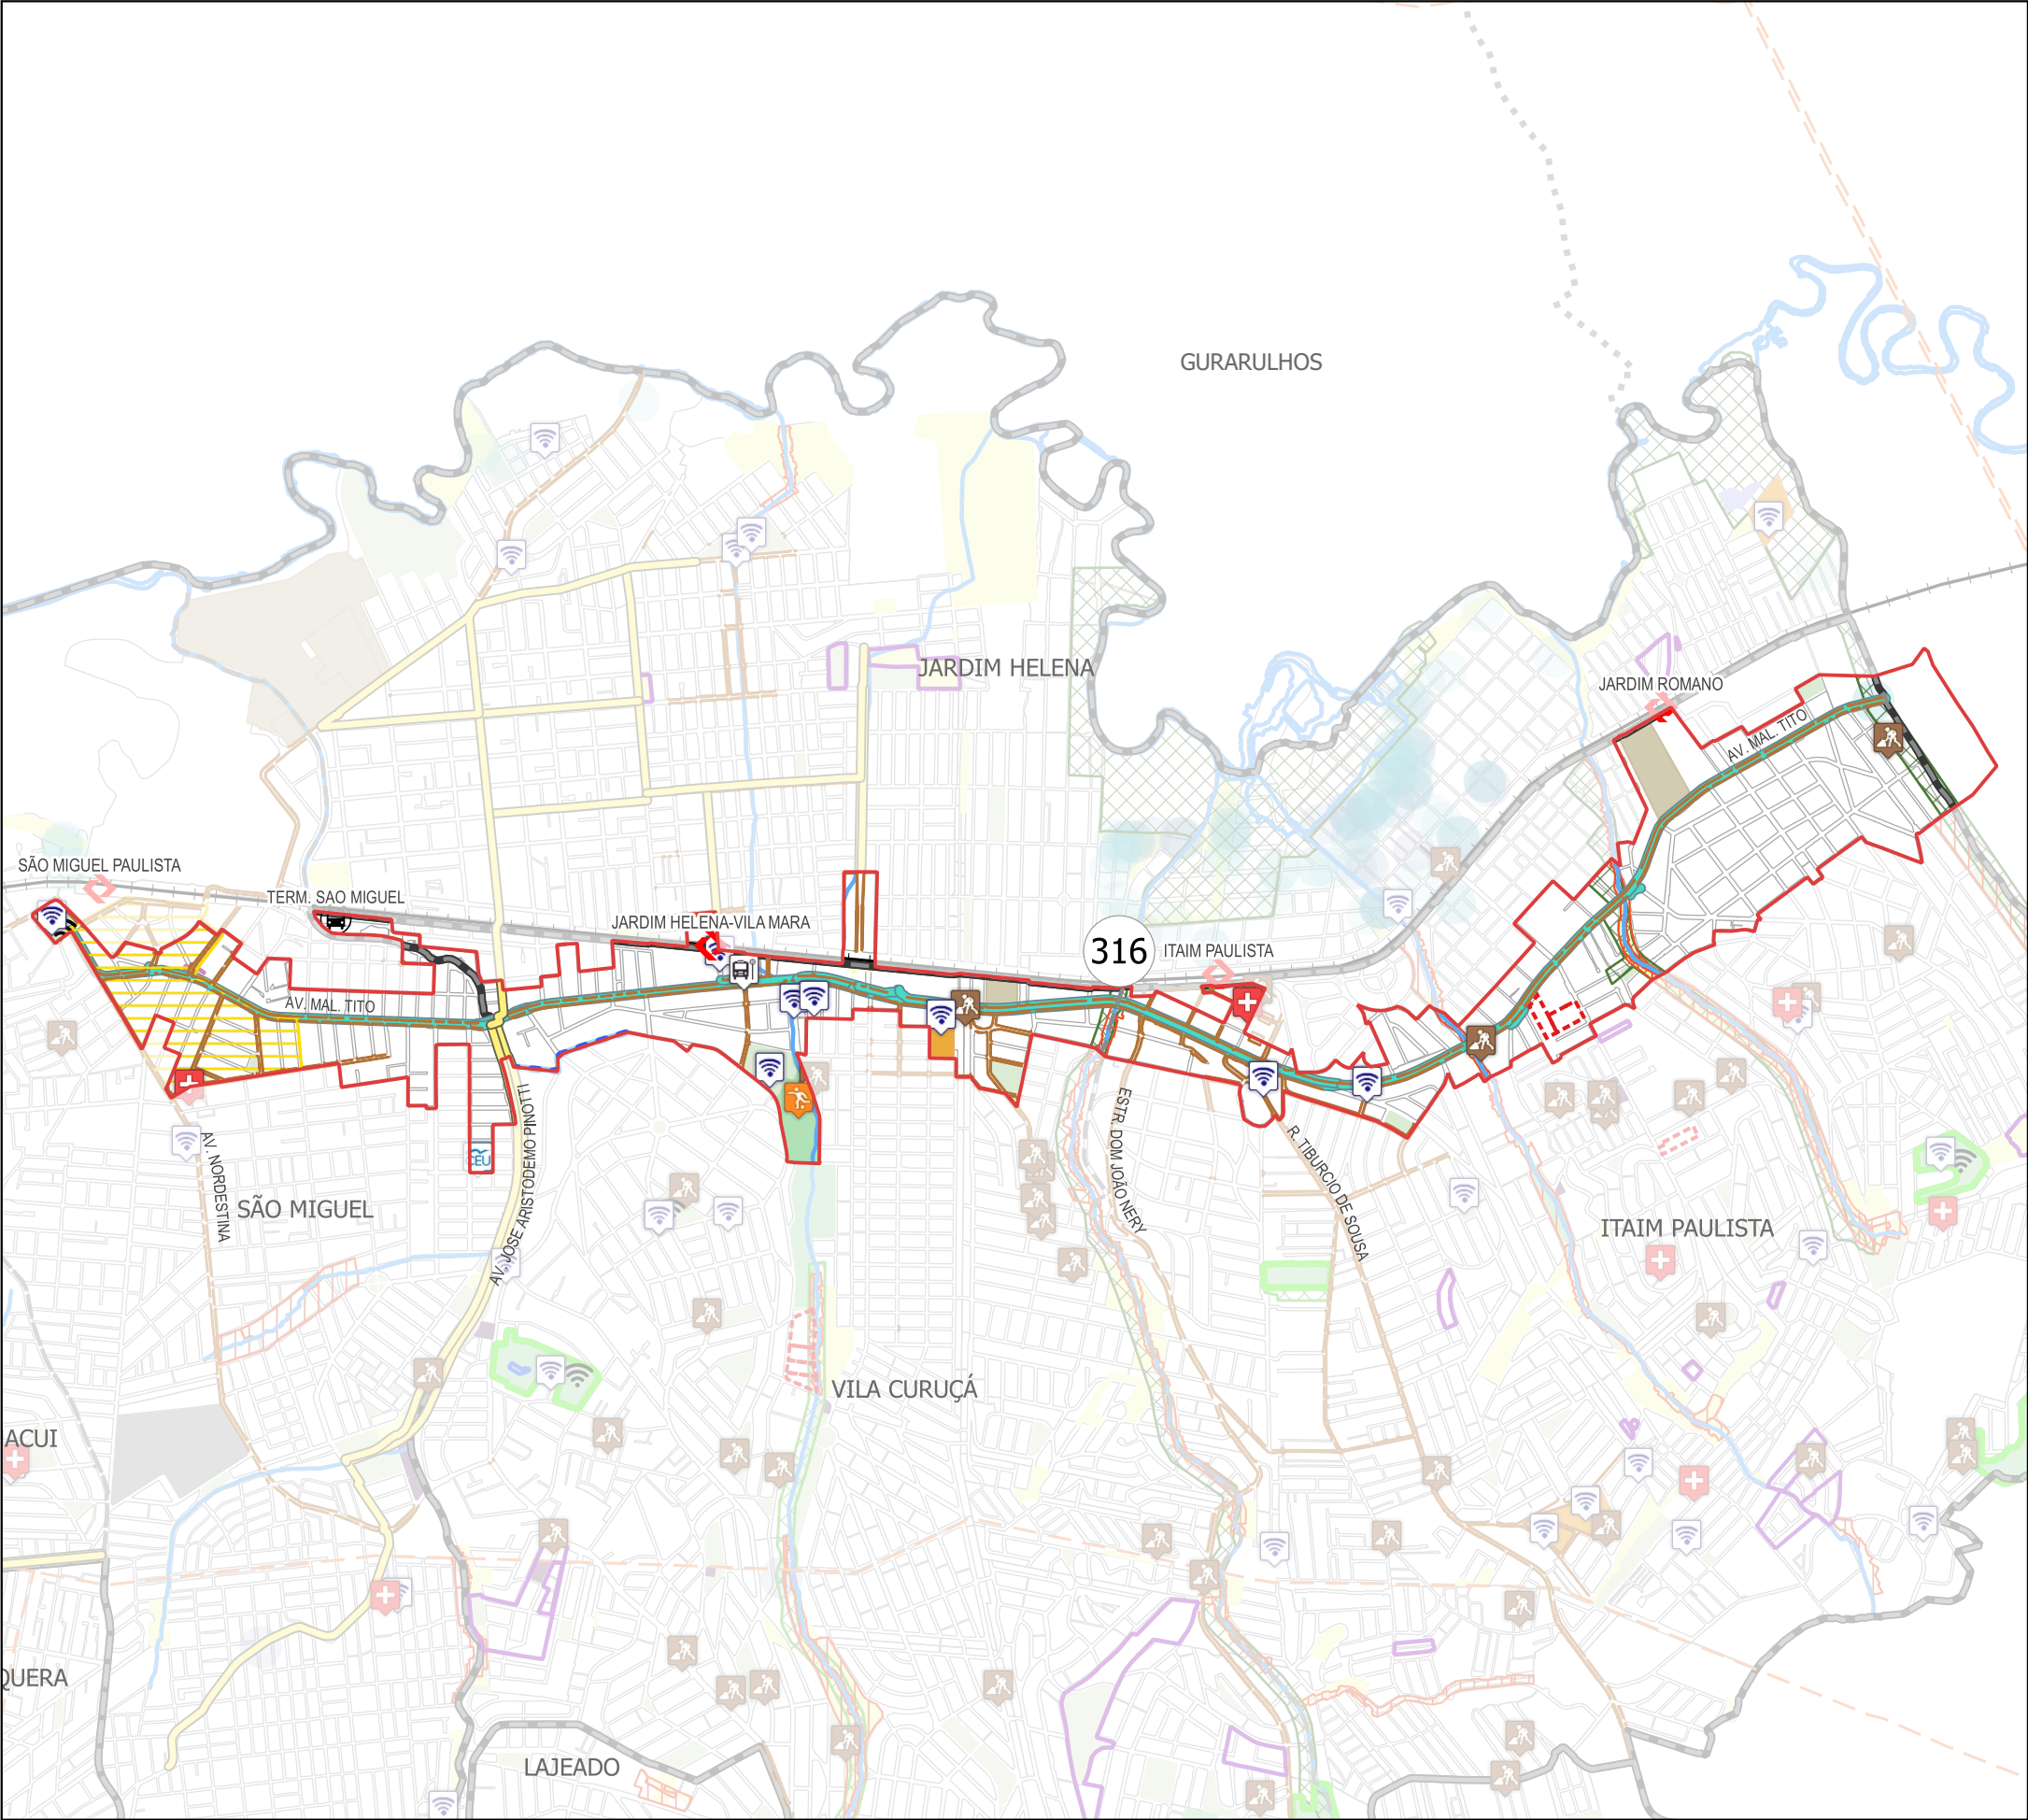 GURARULHOS
JARDIM HELENA
JARDIM ROMANO
AV. MAL. TITO
SÃO MIGUEL PAULISTA
TERM. SAO MIGUEL
JARDIM HELENA-VILA MARA
316
ITAIM PAULISTA
AV. MAL. TITO
CEU
AV. NORDESTINA
AV. JOSE ARISTODEMO PINOTTI
ESTR. DOM JOÃO NERY
R. TIBURCIO DE SOUSA
SÃO MIGUEL
ITAIM PAULISTA
VILA CURUÇÁ
ACUI
QUERA
LAJEADO